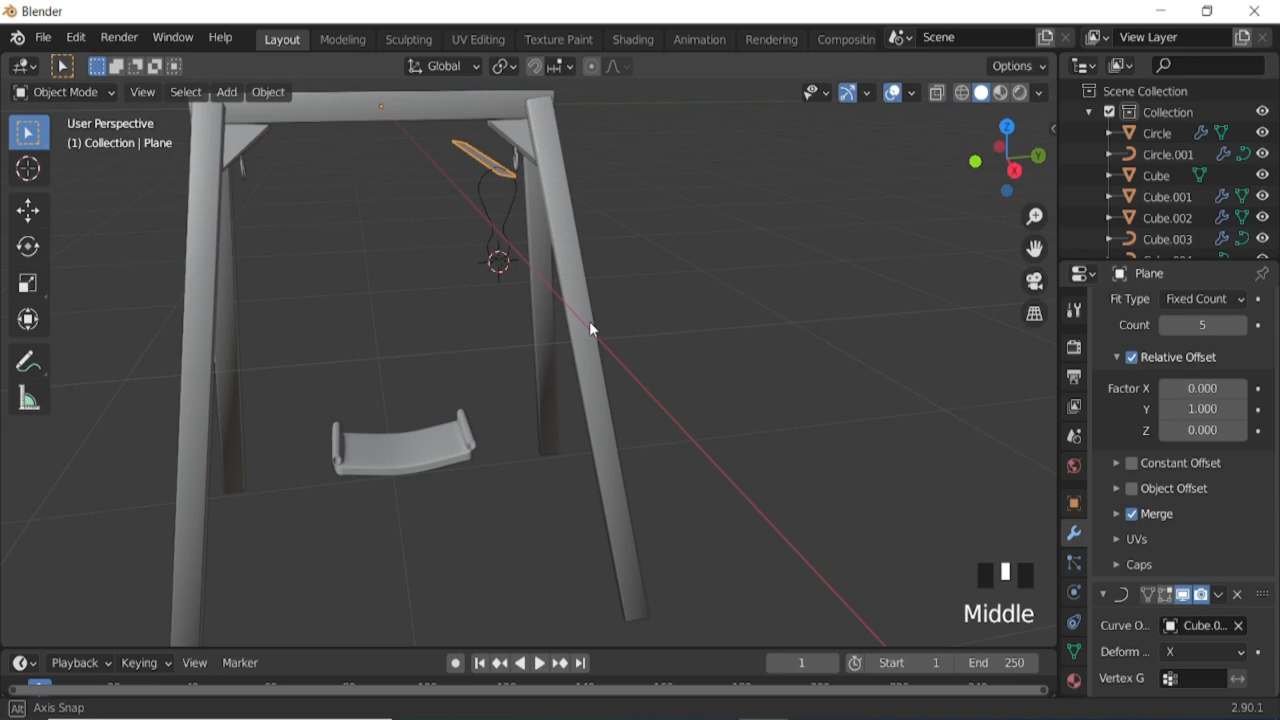 Blender
File Edit Render Window Help Layout Modeling Sculpting UV Editing Texture Paint Shading Animation Rendering Compositin Scene View Layer
Global Options
Object Mode View Select Add Object
User Perspective
(1) Collection | Plane
Z
Y
X
Scene Collection
Collection
Circle
Circle.001
Cube
Cube.001
Cube.002
Cube.003
Plane
Fit Type Fixed Count
Count 5
Relative Offset
Factor X 0.000
Y 1.000
Z 0.000
Constant Offset
Object Offset
Merge
UVs
Caps
Curve O... Cube.0...
Deform ... X
Vertex G
Middle
Playback Keying View Marker 1 Start 1 End 250
Alt Axis Snap 2.90.1